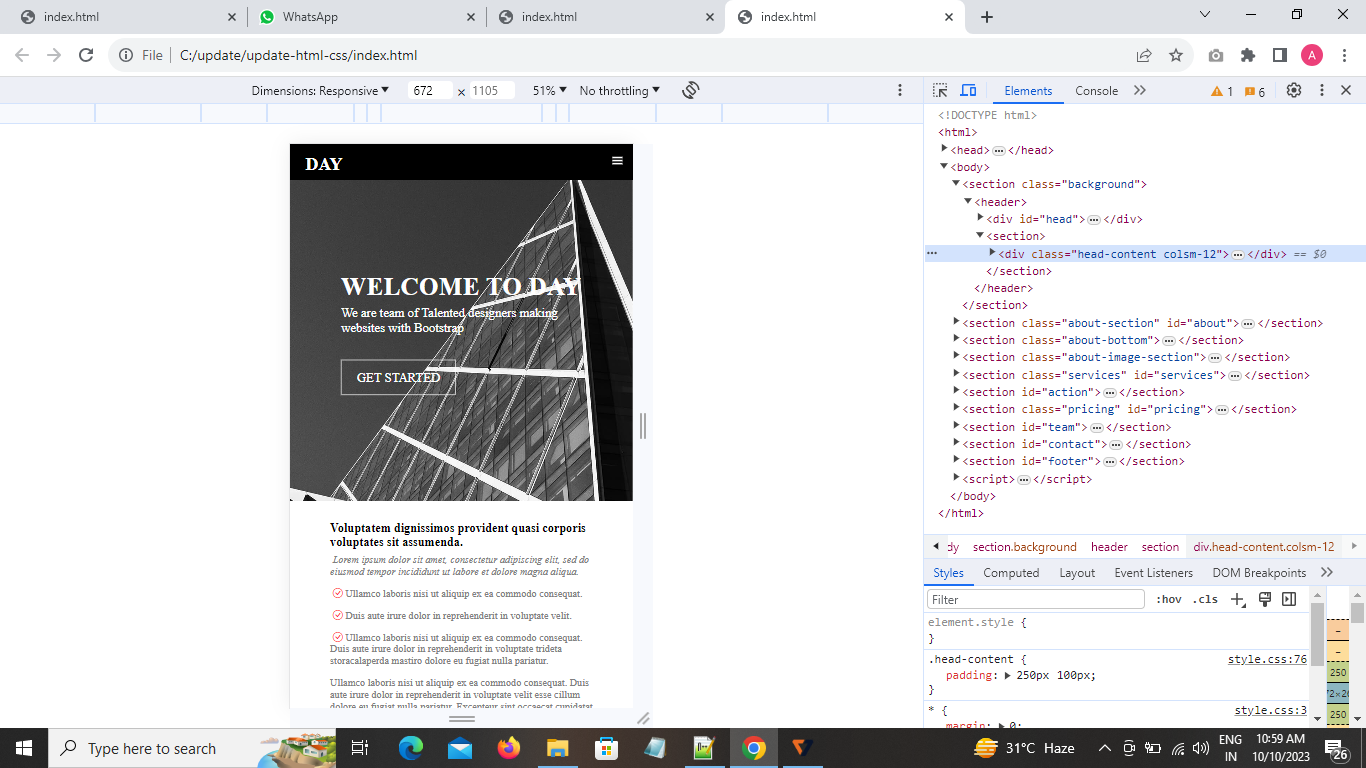 index.html
WhatsApp
index.html
index.html
File
C:/update/update-html-css/index.html
A
Dimensions: Responsive
672
×
1105
51%
No throttling
Elements
Console
1
6
DAY
WELCOME TO DAY
We are team of Talented designers making
websites with Bootstrap
GET STARTED
Voluptatem dignissimos provident quasi corporis
voluptates sit assumenda.
Lorem ipsum dolor sit amet, consectetur adipiscing elit, sed do
eiusmod tempor incididunt ut labore et dolore magna aliqua.
Ullamco laboris nisi ut aliquip ex ea commodo consequat.
Duis aute irure dolor in reprehenderit in voluptate velit.
Ullamco laboris nisi ut aliquip ex ea commodo consequat.
Duis aute irure dolor in reprehenderit in voluptate trideta
storacalaperda mastiro dolore eu fugiat nulla pariatur.
Ullamco laboris nisi ut aliquip ex ea commodo consequat. Duis
aute irure dolor in reprehenderit in voluptate velit esse cillum
dolore eu fugiat nulla pariatur. Excepteur sint occaecat cupidatat
<!DOCTYPE html>
<html>
<head> ••• </head>
<body>
<section class="background">
<header>
<div id="head"> ••• </div>
<section>
••• <div class="head-content colsm-12"> ••• </div> == $0
</section>
</header>
</section>
<section class="about-section" id="about"> ••• </section>
<section class="about-bottom"> ••• </section>
<section class="about-image-section"> ••• </section>
<section class="services" id="services"> ••• </section>
<section id="action"> ••• </section>
<section class="pricing" id="pricing"> ••• </section>
<section id="team"> ••• </section>
<section id="contact"> ••• </section>
<section id="footer"> ••• </section>
<script> ••• </script>
</body>
</html>
dy section.background header section div.head-content.colsm-12
Styles Computed Layout Event Listeners DOM Breakpoints
Filter
:hov .cls
element.style {
}
.head-content {
style.css:76
padding: 250px 100px;
}
* {
style.css:3
margin: 0;
–
–
250
250
Type here to search
31°C Haze
ENG
IN
10:59 AM
10/10/2023
26